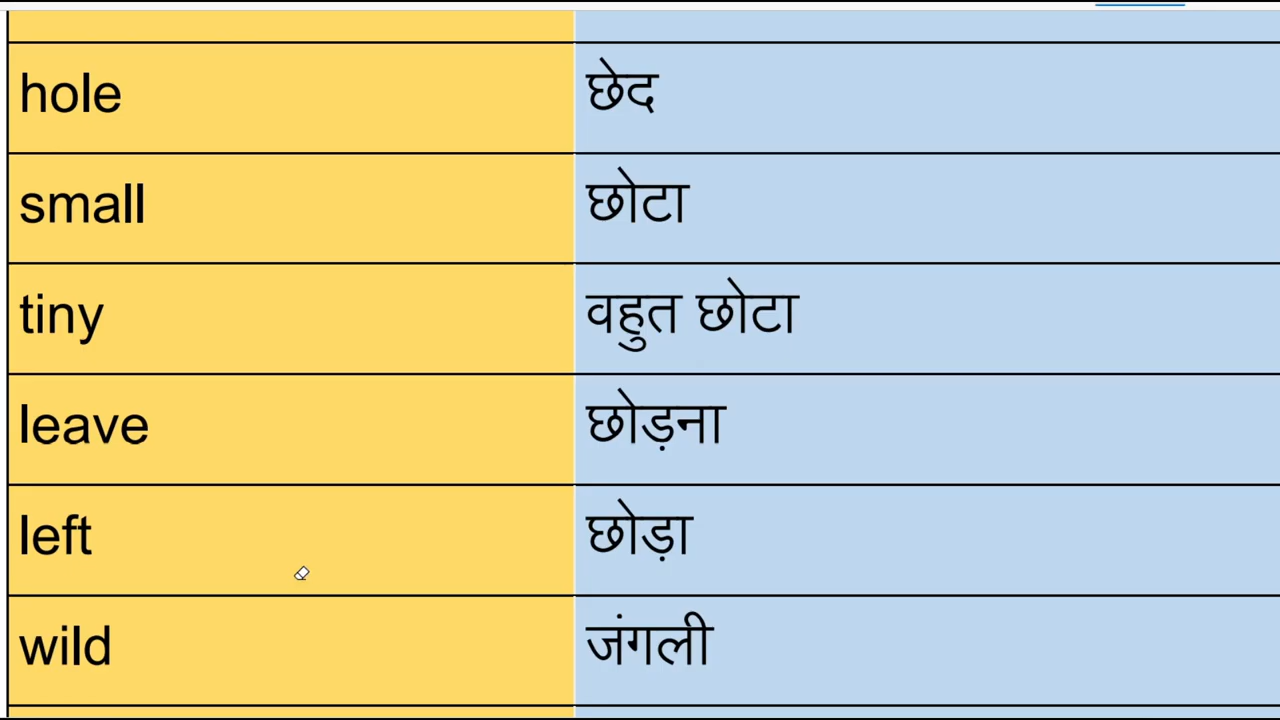 hole छेद
small छोटा
tiny वहुत छोटा
leave छोड़ना
left छोड़ा
wild जंगली